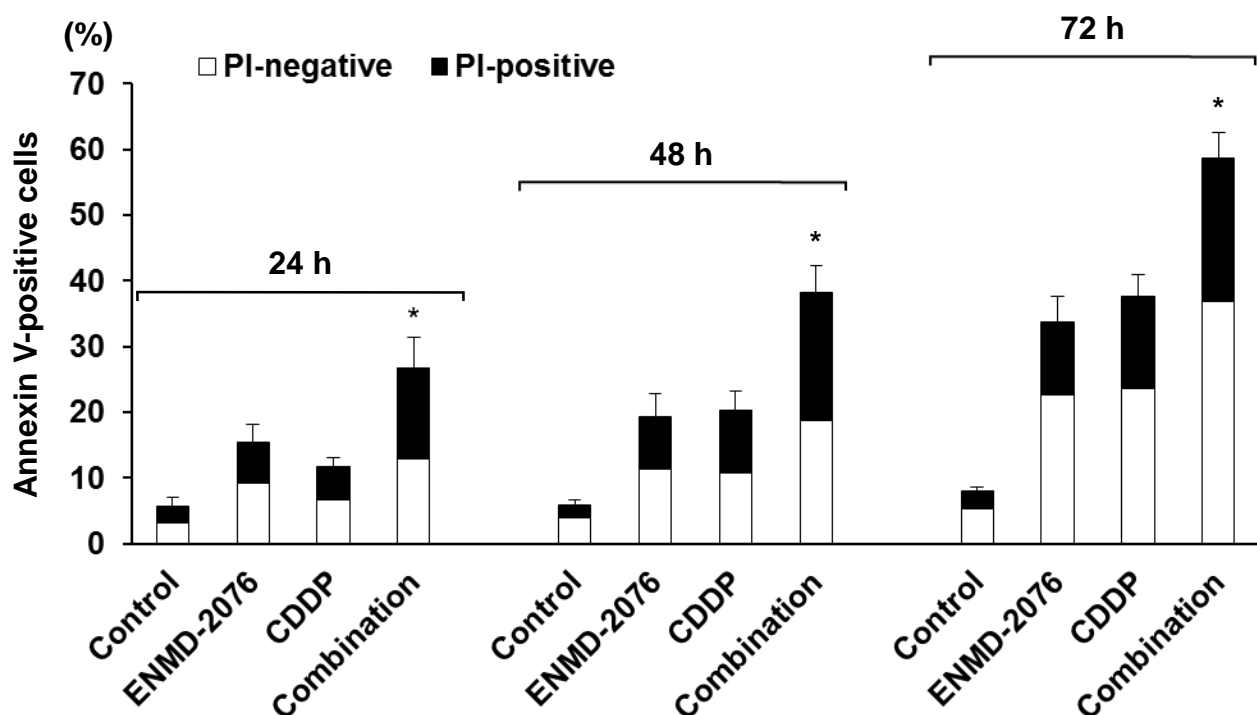 (%)
PI-negative PI-positive
72 h
48 h
24 h
*
*
*
Annexin V-positive cells
70
60
50
40
30
20
10
0
Control ENMD-2076 CDDP Combination Control ENMD-2076 CDDP Combination Control ENMD-2076 CDDP Combination